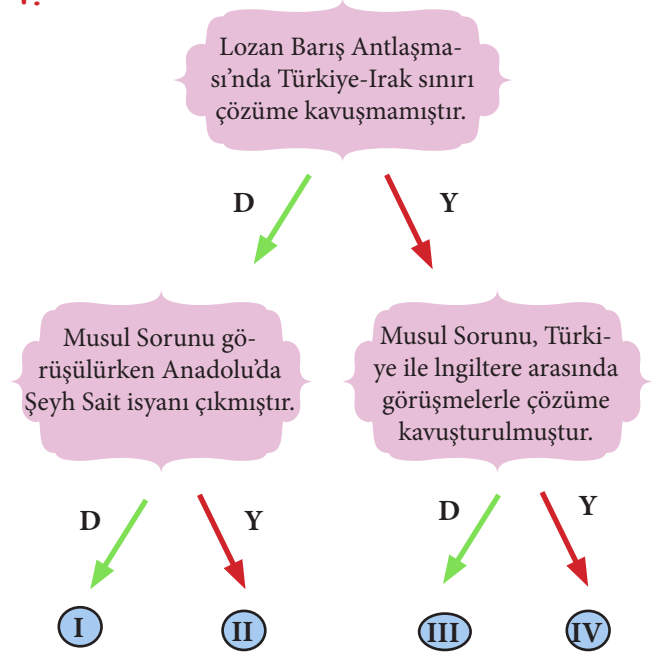 Lozan Barış Antlaşma-
sı'nda Türkiye-Irak sınırı
çözüme kavuşmamıştır.
D
Y
Musul Sorunu gö-
rüşülürken Anadolu'da
Şeyh Sait isyanı çıkmıştır.
Musul Sorunu, Türki-
ye ile lngiltere arasında
görüşmelerle çözüme
kavuşturulmuştur.
D
Y
D
Y
I
II
III
IV